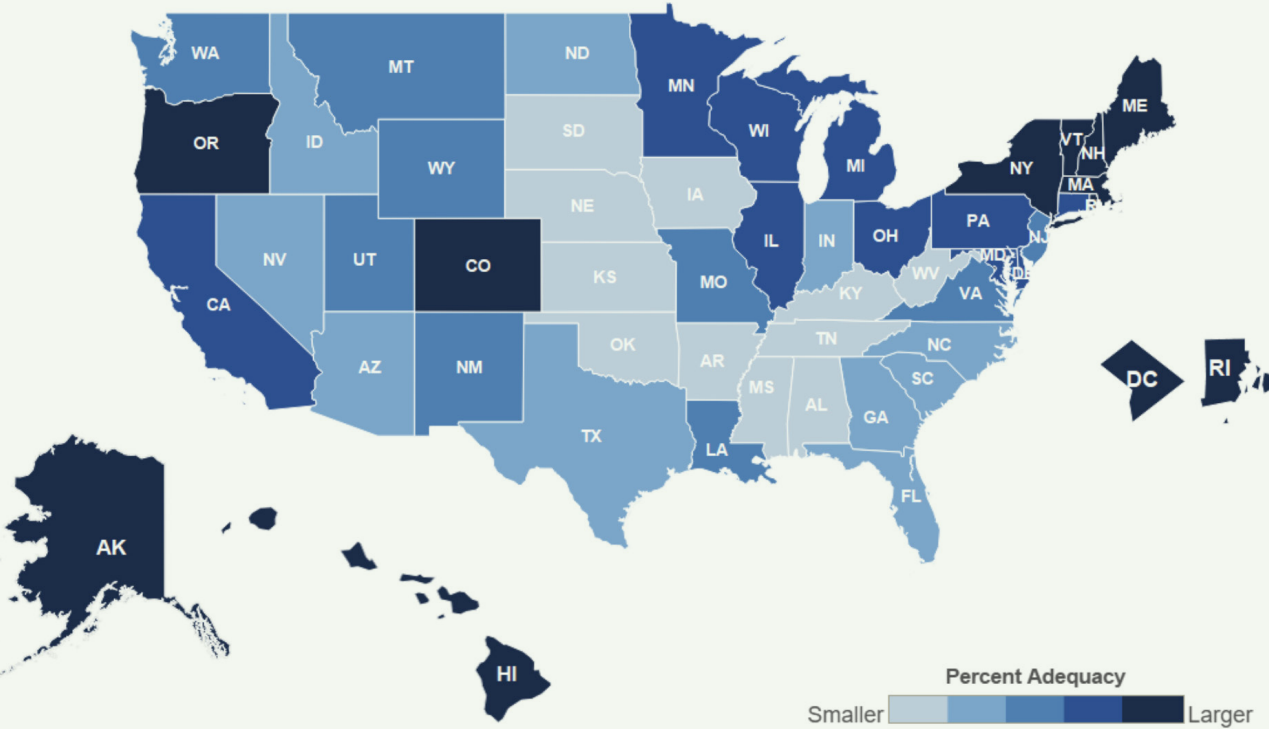 WA
MT
ND
MN
OR
ID
WY
SD
WI
MI
ME
VT
NH
NY
MA
NE
IA
IL
IN
OH
PA
NJ
NV
UT
CO
KS
MO
KY
WV
MD
DE
VA
CA
AZ
NM
OK
AR
TN
NC
SC
TX
LA
MS
AL
GA
FL
DC
RI
AK
HI
Percent Adequacy
Smaller
Larger